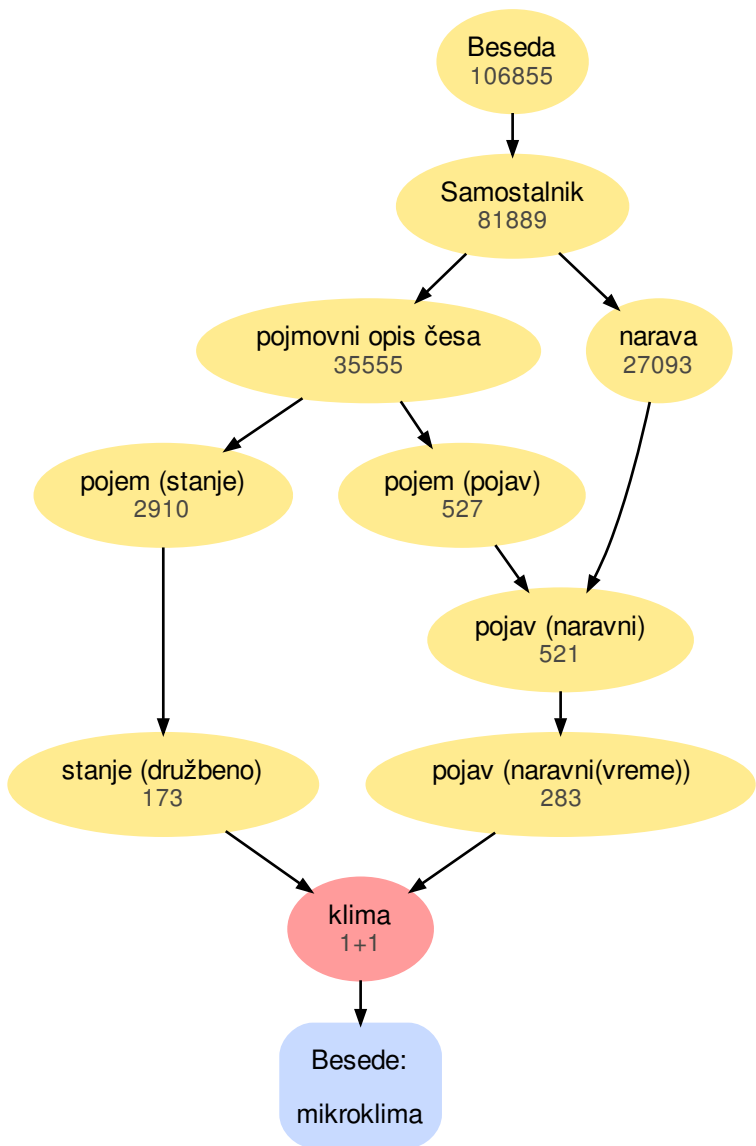 Beseda
106855
Samostalnik
81889
pojmovni opis česa
35555
narava
27093
pojem (stanje)
2910
pojem (pojav)
527
pojav (naravni)
521
stanje (družbeno)
173
pojav (naravni(vreme))
283
klima
1+1
Besede:
mikroklima